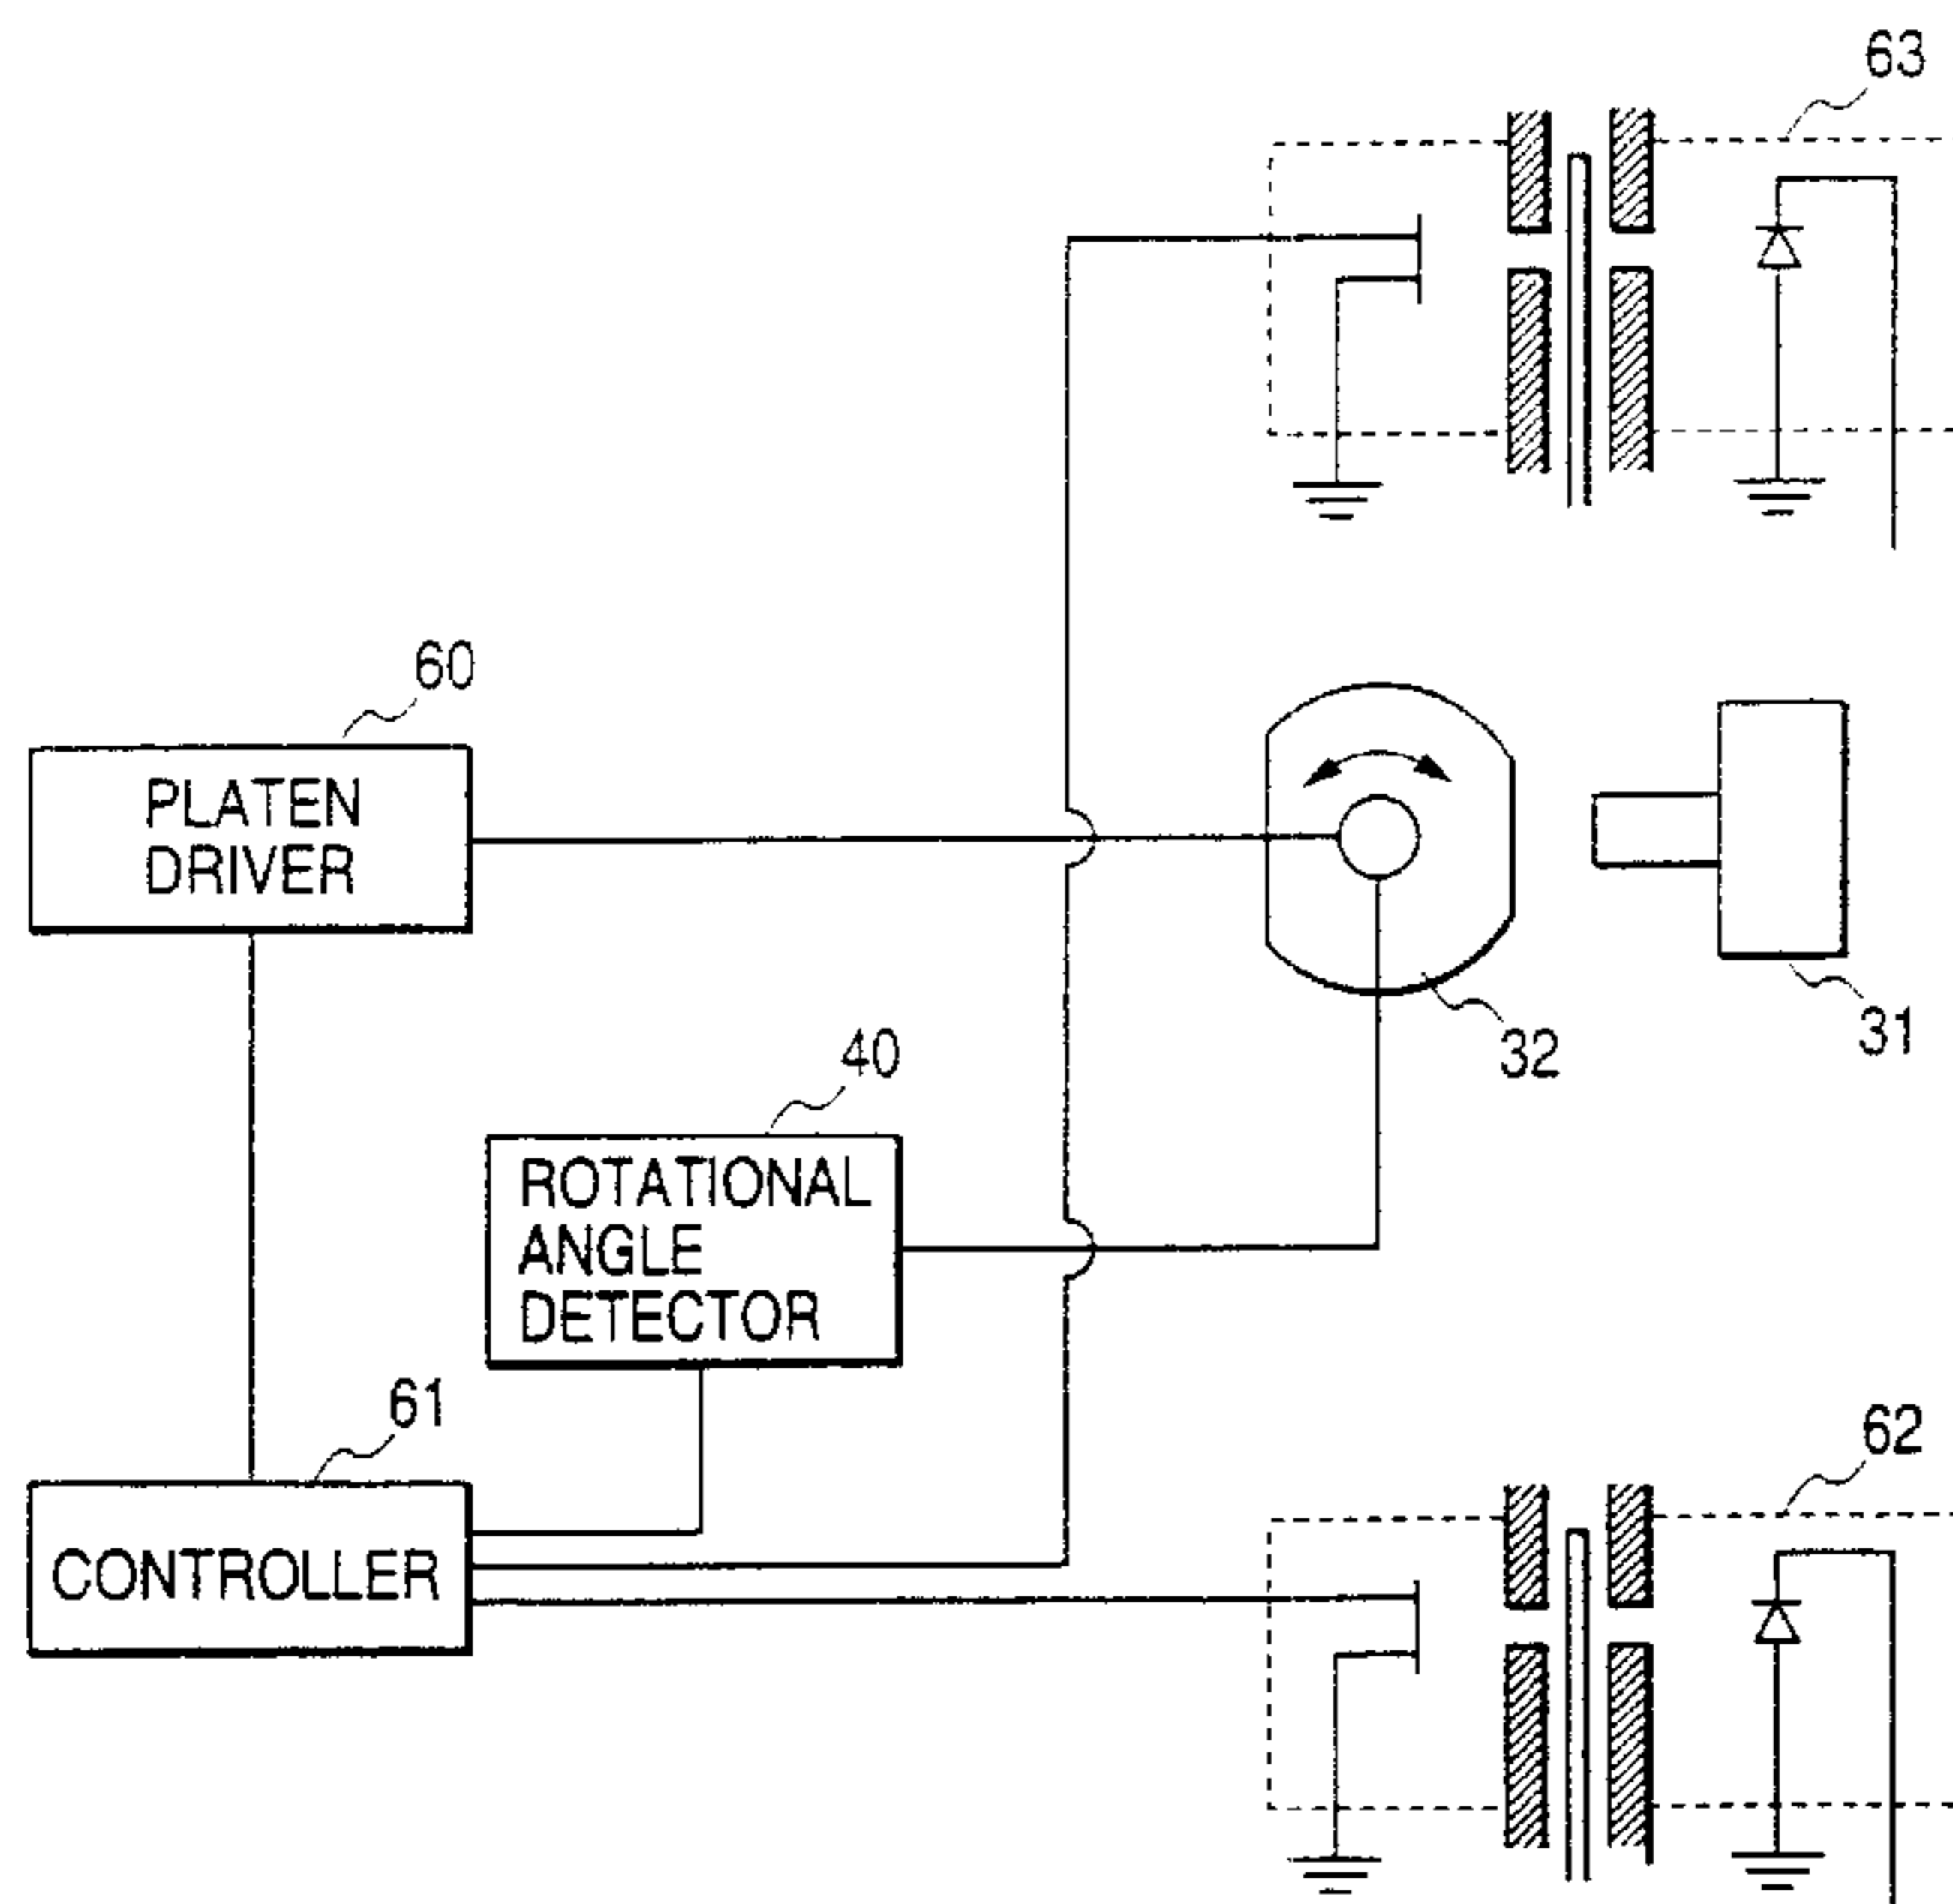 63
60
PLATEN
DRIVER
32
31
40
ROTATIONAL
ANGLE
DETECTOR
61
CONTROLLER
62